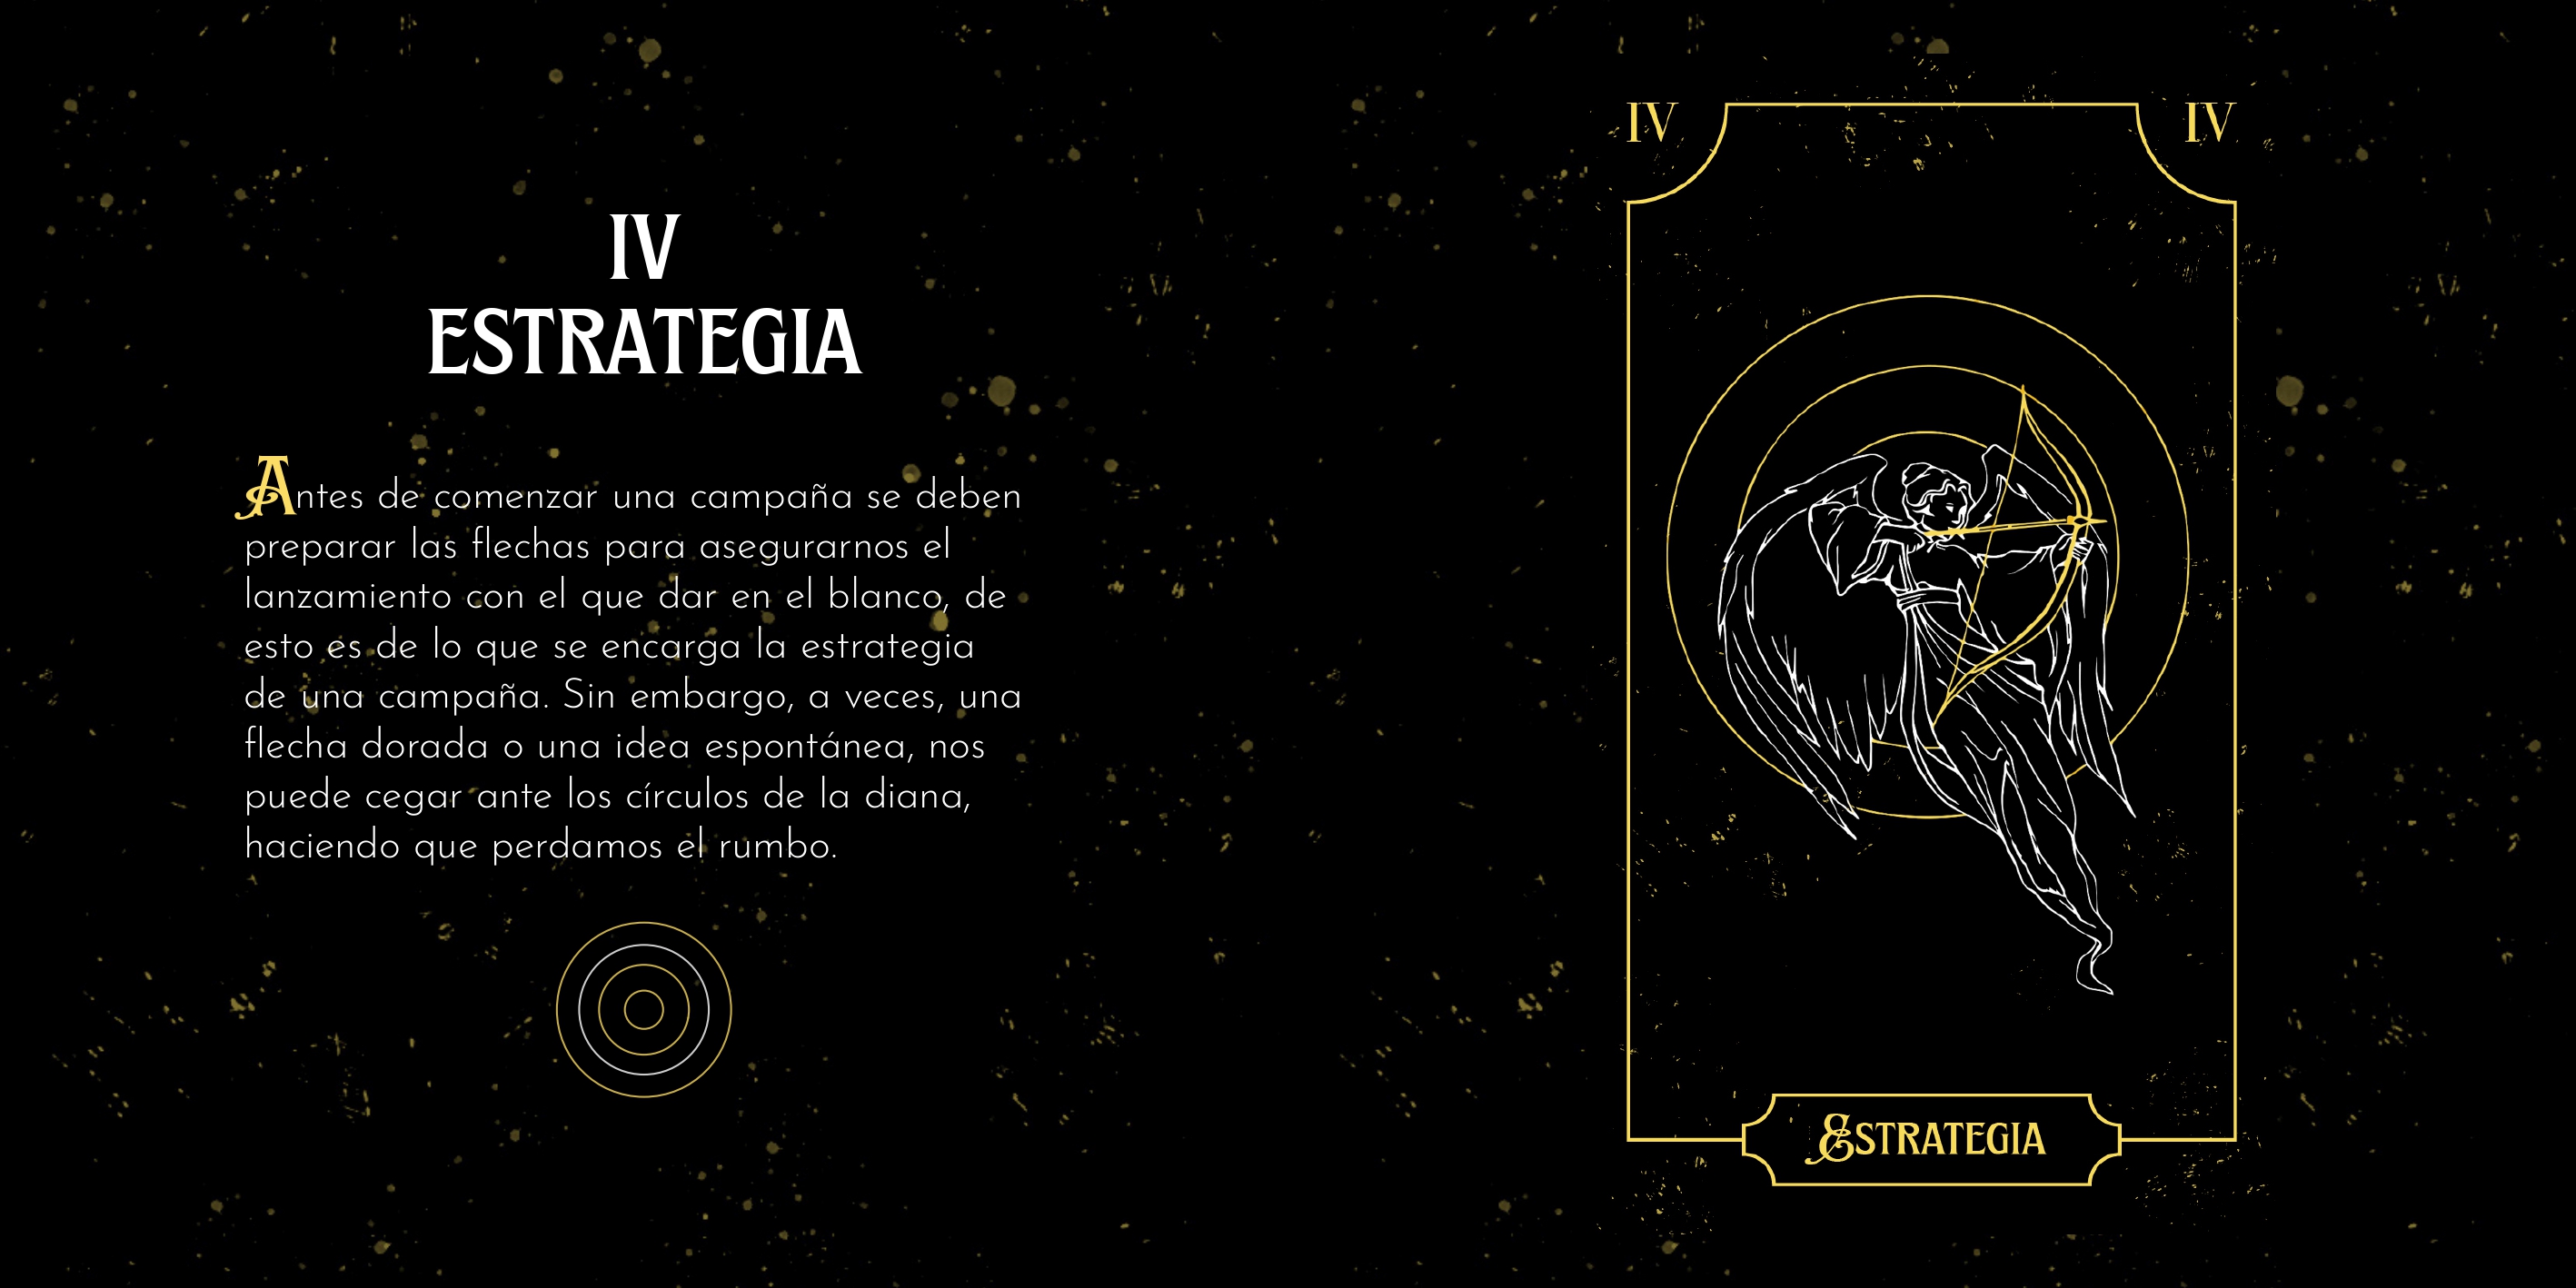 IV
ESTRATEGIA
Antes de comenzar una campaña se deben
preparar las flechas para asegurarnos el
lanzamiento con el que dar en el blanco, de
esto es de lo que se encarga la estrategia
de una campaña. Sin embargo, a veces, una
flecha dorada o una idea espontánea, nos
puede cegar ante los círculos de la diana,
haciendo que perdamos el rumbo.
IV IV
ESTRATEGIA